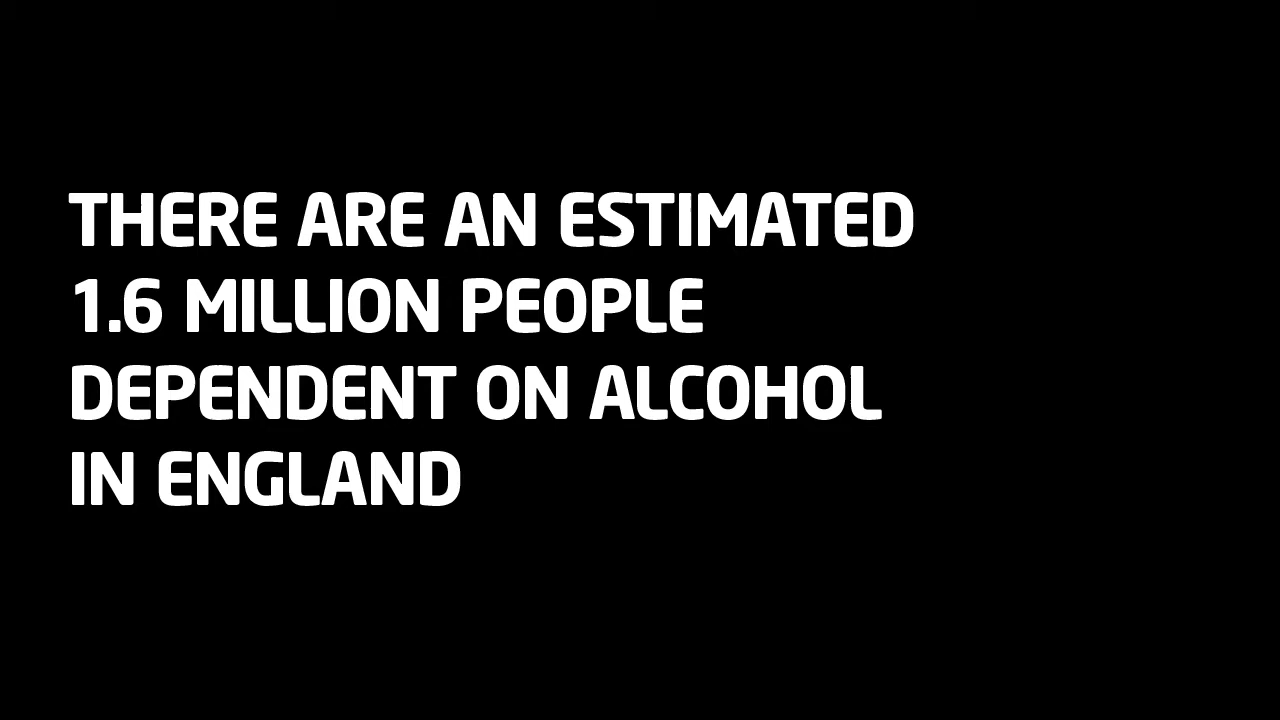 THERE ARE AN ESTIMATED
1.6 MILLION PEOPLE
DEPENDENT ON ALCOHOL
IN ENGLAND